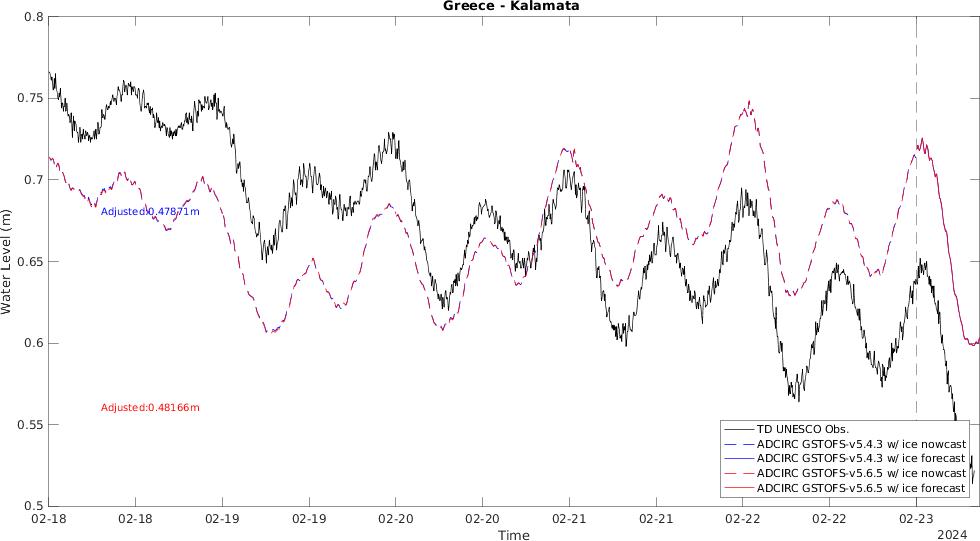 Greece - Kalamata
0.8
0.75
0.7
0.65
0.6
0.55
0.5
Water Level (m)
Adjusted:0.47871m
Adjusted:0.48166m
TD UNESCO Obs.
ADCIRC GSTOFS-v5.4.3 w/ ice nowcast
ADCIRC GSTOFS-v5.4.3 w/ ice forecast
ADCIRC GSTOFS-v5.6.5 w/ ice nowcast
ADCIRC GSTOFS-v5.6.5 w/ ice forecast
02-18 02-18 02-19 02-19 02-20 02-20 02-21 02-21 02-22 02-22 02-23
Time
2024